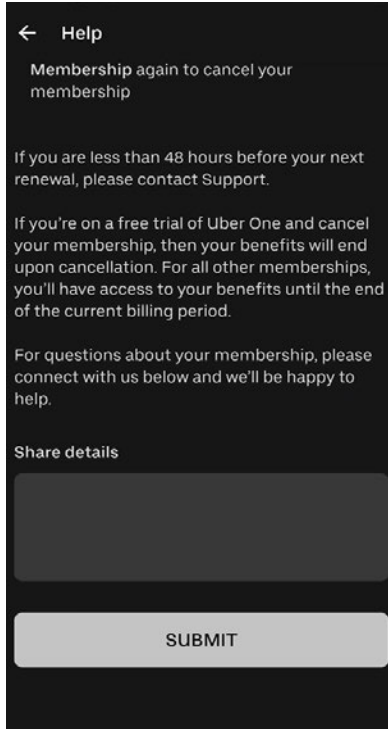 Help
Membership again to cancel your
membership
If you are less than 48 hours before your next
renewal, please contact Support.
If you're on a free trial of Uber One and cancel
your membership, then your benefits will end
upon cancellation. For all other memberships,
you'll have access to your benefits until the end
of the current billing period.
For questions about your membership, please
connect with us below and we'll be happy to
help.
Share details
SUBMIT